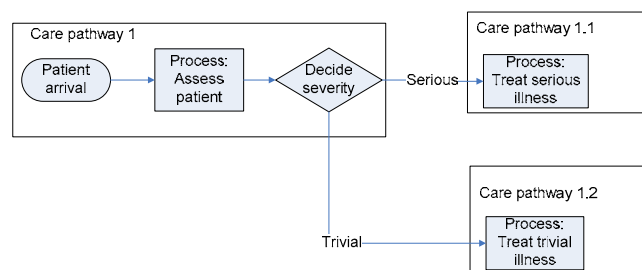 Care pathway 1
Patient
arrival
Process:
Assess
patient
Decide
severity
Serious
Care pathway 1.1
Process:
Treat serious
illness
Trivial
Care pathway 1.2
Process:
Treat trivial
illness